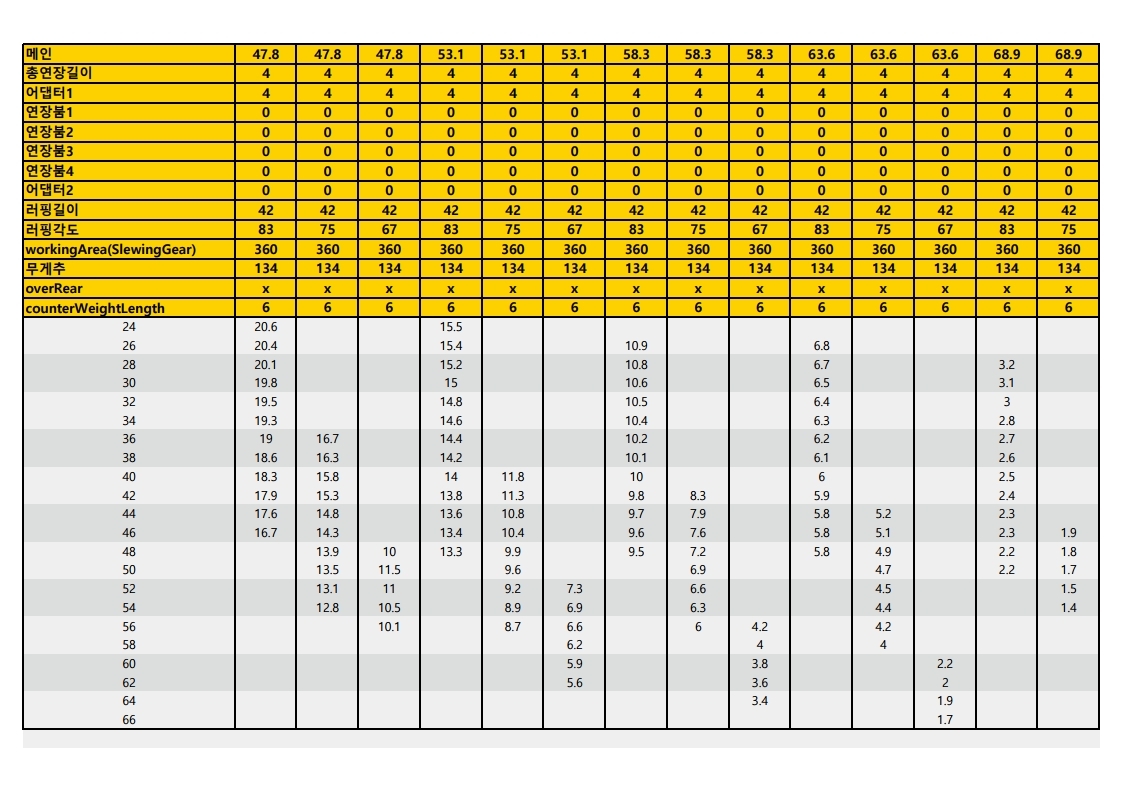 메인 47.8 47.8 47.8 53.1 53.1 53.1 58.3 58.3 58.3 63.6 63.6 63.6 68.9 68.9
총연장길이 4 4 4 4 4 4 4 4 4 4 4 4 4 4
어댑터1 4 4 4 4 4 4 4 4 4 4 4 4 4 4
연장붐1 0 0 0 0 0 0 0 0 0 0 0 0 0 0
연장붐2 0 0 0 0 0 0 0 0 0 0 0 0 0 0
연장붐3 0 0 0 0 0 0 0 0 0 0 0 0 0 0
연장붐4 0 0 0 0 0 0 0 0 0 0 0 0 0 0
어댑터2 0 0 0 0 0 0 0 0 0 0 0 0 0 0
러핑길이 42 42 42 42 42 42 42 42 42 42 42 42 42 42
러핑각도 83 75 67 83 75 67 83 75 67 83 75 67 83 75
workingArea(SlewingGear) 360 360 360 360 360 360 360 360 360 360 360 360 360 360
무게추 134 134 134 134 134 134 134 134 134 134 134 134 134 134
overRear x x x x x x x x x x x x x x
counterWeightLength 6 6 6 6 6 6 6 6 6 6 6 6 6 6
24 20.6 15.5
26 20.4 15.4 10.9 6.8
28 20.1 15.2 10.8 6.7 3.2
30 19.8 15 10.6 6.5 3.1
32 19.5 14.8 10.5 6.4 3
34 19.3 14.6 10.4 6.3 2.8
36 19 16.7 14.4 10.2 6.2 2.7
38 18.6 16.3 14.2 10.1 6.1 2.6
40 18.3 15.8 14 11.8 10 6 2.5
42 17.9 15.3 13.8 11.3 9.8 8.3 5.9 2.4
44 17.6 14.8 13.6 10.8 9.7 7.9 5.8 5.2 2.3
46 16.7 14.3 13.4 10.4 9.6 7.6 5.8 5.1 2.3 1.9
48 13.9 10 13.3 9.9 9.5 7.2 5.8 4.9 2.2 1.8
50 13.5 11.5 9.6 6.9 4.7 2.2 1.7
52 13.1 11 9.2 7.3 6.6 4.5 1.5
54 12.8 10.5 8.9 6.9 6.3 4.4 1.4
56 10.1 8.7 6.6 6 4.2 4.2
58 6.2 4 4
60 5.9 3.8 2.2
62 5.6 3.6 2
64 3.4 1.9
66 1.7